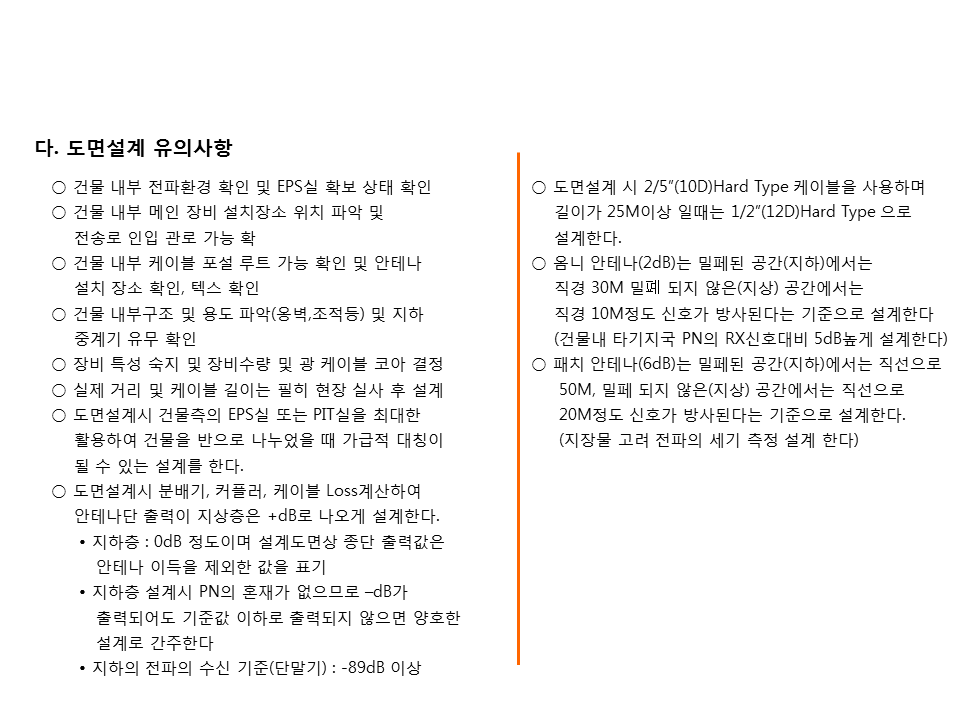 다. 도면설계 유의사항
○ 건물 내부 전파환경 확인 및 EPS실 확보 상태 확인
○ 건물 내부 메인 장비 설치장소 위치 파악 및
전송로 인입 관로 가능 확
○ 건물 내부 케이블 포설 루트 가능 확인 및 안테나
설치 장소 확인, 텍스 확인
○ 건물 내부구조 및 용도 파악(옹벽,조적등) 및 지하
중계기 유무 확인
○ 장비 특성 숙지 및 장비수량 및 광 케이블 코아 결정
○ 실제 거리 및 케이블 길이는 필히 현장 실사 후 설계
○ 도면설계시 건물측의 EPS실 또는 PIT실을 최대한
활용하여 건물을 반으로 나누었을 때 가급적 대칭이
될 수 있는 설계를 한다.
○ 도면설계시 분배기, 커플러, 케이블 Loss계산하여
안테나단 출력이 지상층은 +dB로 나오게 설계한다.
• 지하층 : 0dB 정도이며 설계도면상 종단 출력값은
안테나 이득을 제외한 값을 표기
• 지하층 설계시 PN의 혼재가 없으므로 –dB가
출력되어도 기준값 이하로 출력되지 않으면 양호한
설계로 간주한다
• 지하의 전파의 수신 기준(단말기) : -89dB 이상
○ 도면설계 시 2/5”(10D)Hard Type 케이블을 사용하며
길이가 25M이상 일때는 1/2”(12D)Hard Type 으로
설계한다.
○ 옴니 안테나(2dB)는 밀페된 공간(지하)에서는
직경 30M 밀폐 되지 않은(지상) 공간에서는
직경 10M정도 신호가 방사된다는 기준으로 설계한다
(건물내 타기지국 PN의 RX신호대비 5dB높게 설계한다)
○ 패치 안테나(6dB)는 밀페된 공간(지하)에서는 직선으로
50M, 밀페 되지 않은(지상) 공간에서는 직선으로
20M정도 신호가 방사된다는 기준으로 설계한다.
(지장물 고려 전파의 세기 측정 설계 한다)